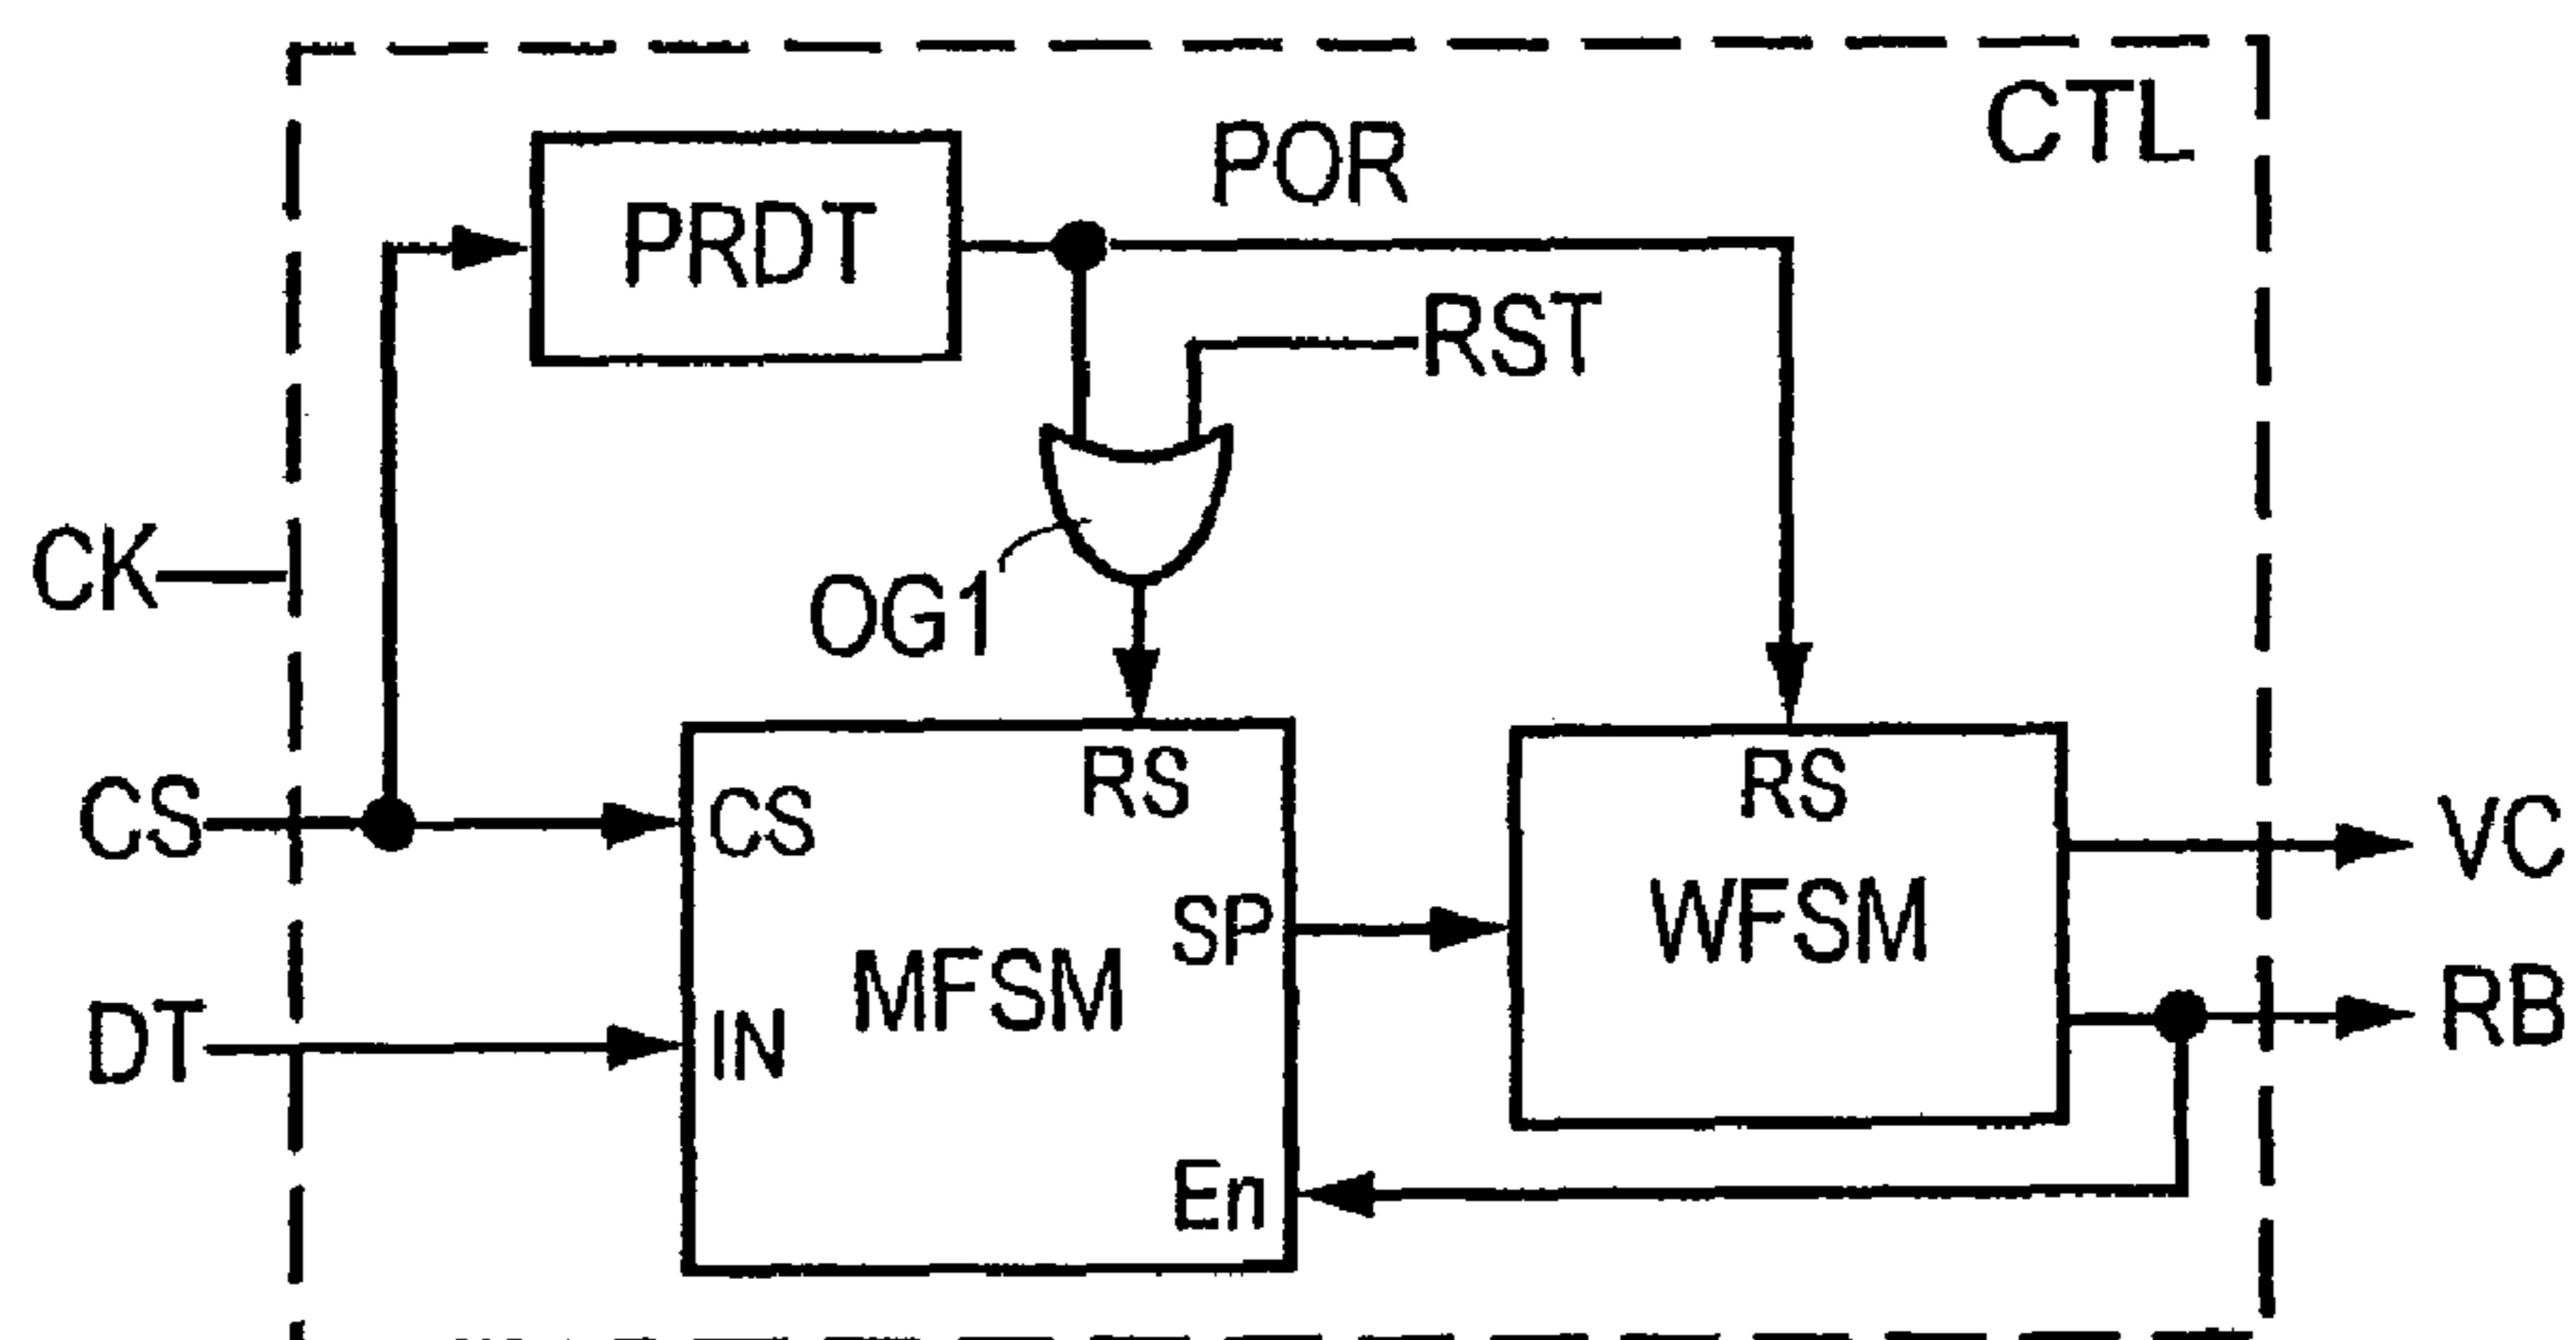 CTL
POR
PRDT
RST
CK
OG1
CS
CS
RS
RS
VC
SP
WFSM
MFSM
RB
DT
IN
En